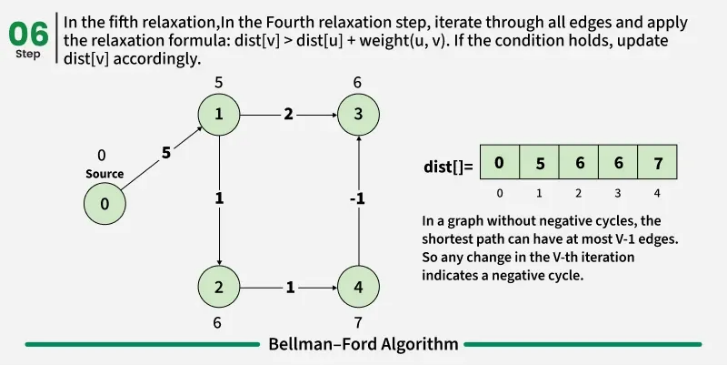 06
Step
In the fifth relaxation,In the Fourth relaxation step, iterate through all edges and apply
the relaxation formula: dist[v] > dist[u] + weight(u, v). If the condition holds, update
dist[v] accordingly.
5
6
1
2
3
0
Source
5
0
1
-1
2
1
4
6
7
dist[]=
0 5 6 6 7
0 1 2 3 4
In a graph without negative cycles, the
shortest path can have at most V-1 edges.
So any change in the V-th iteration
indicates a negative cycle.
Bellman–Ford Algorithm